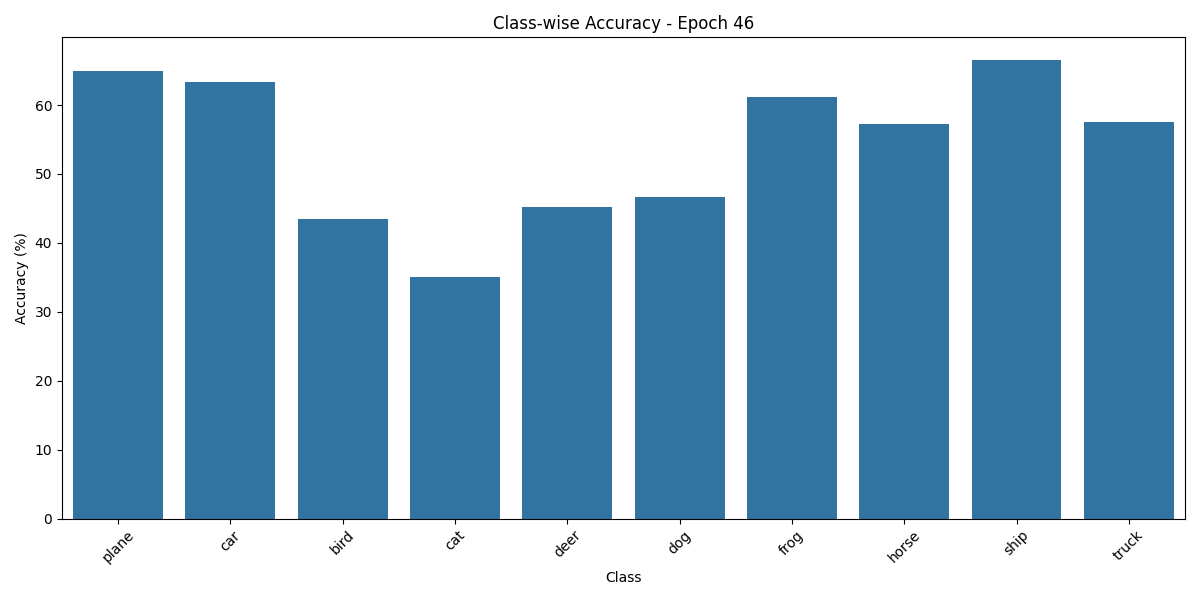 Class-wise Accuracy - Epoch 46
Accuracy (%)
60
50
40
30
20
10
0
plane
car
bird
cat
deer
dog
frog
horse
ship
truck
Class